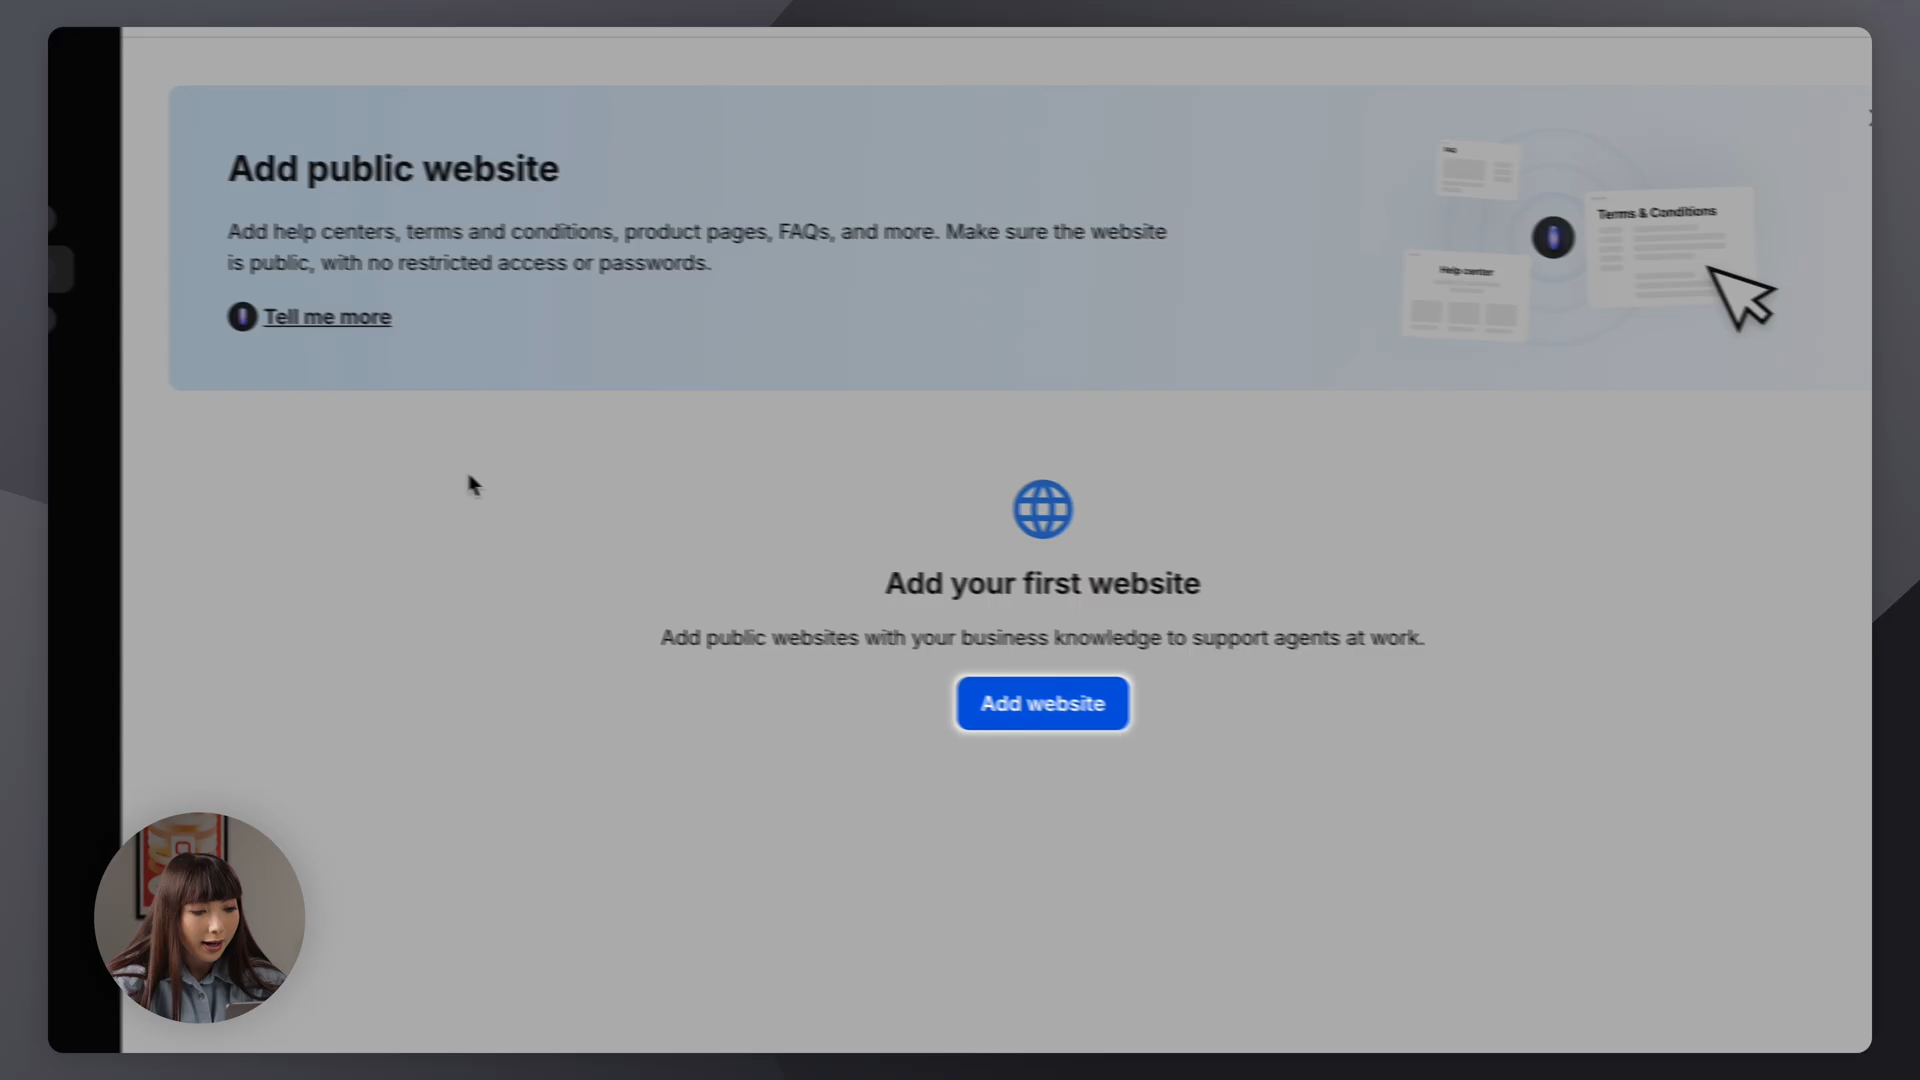 Add public website
Add help centers, terms and conditions, product pages, FAQs, and more. Make sure the website
is public, with no restricted access or passwords.
Tell me more
FAQ
Terms & Conditions
Help center
Add your first website
Add public websites with your business knowledge to support agents at work.
Add website